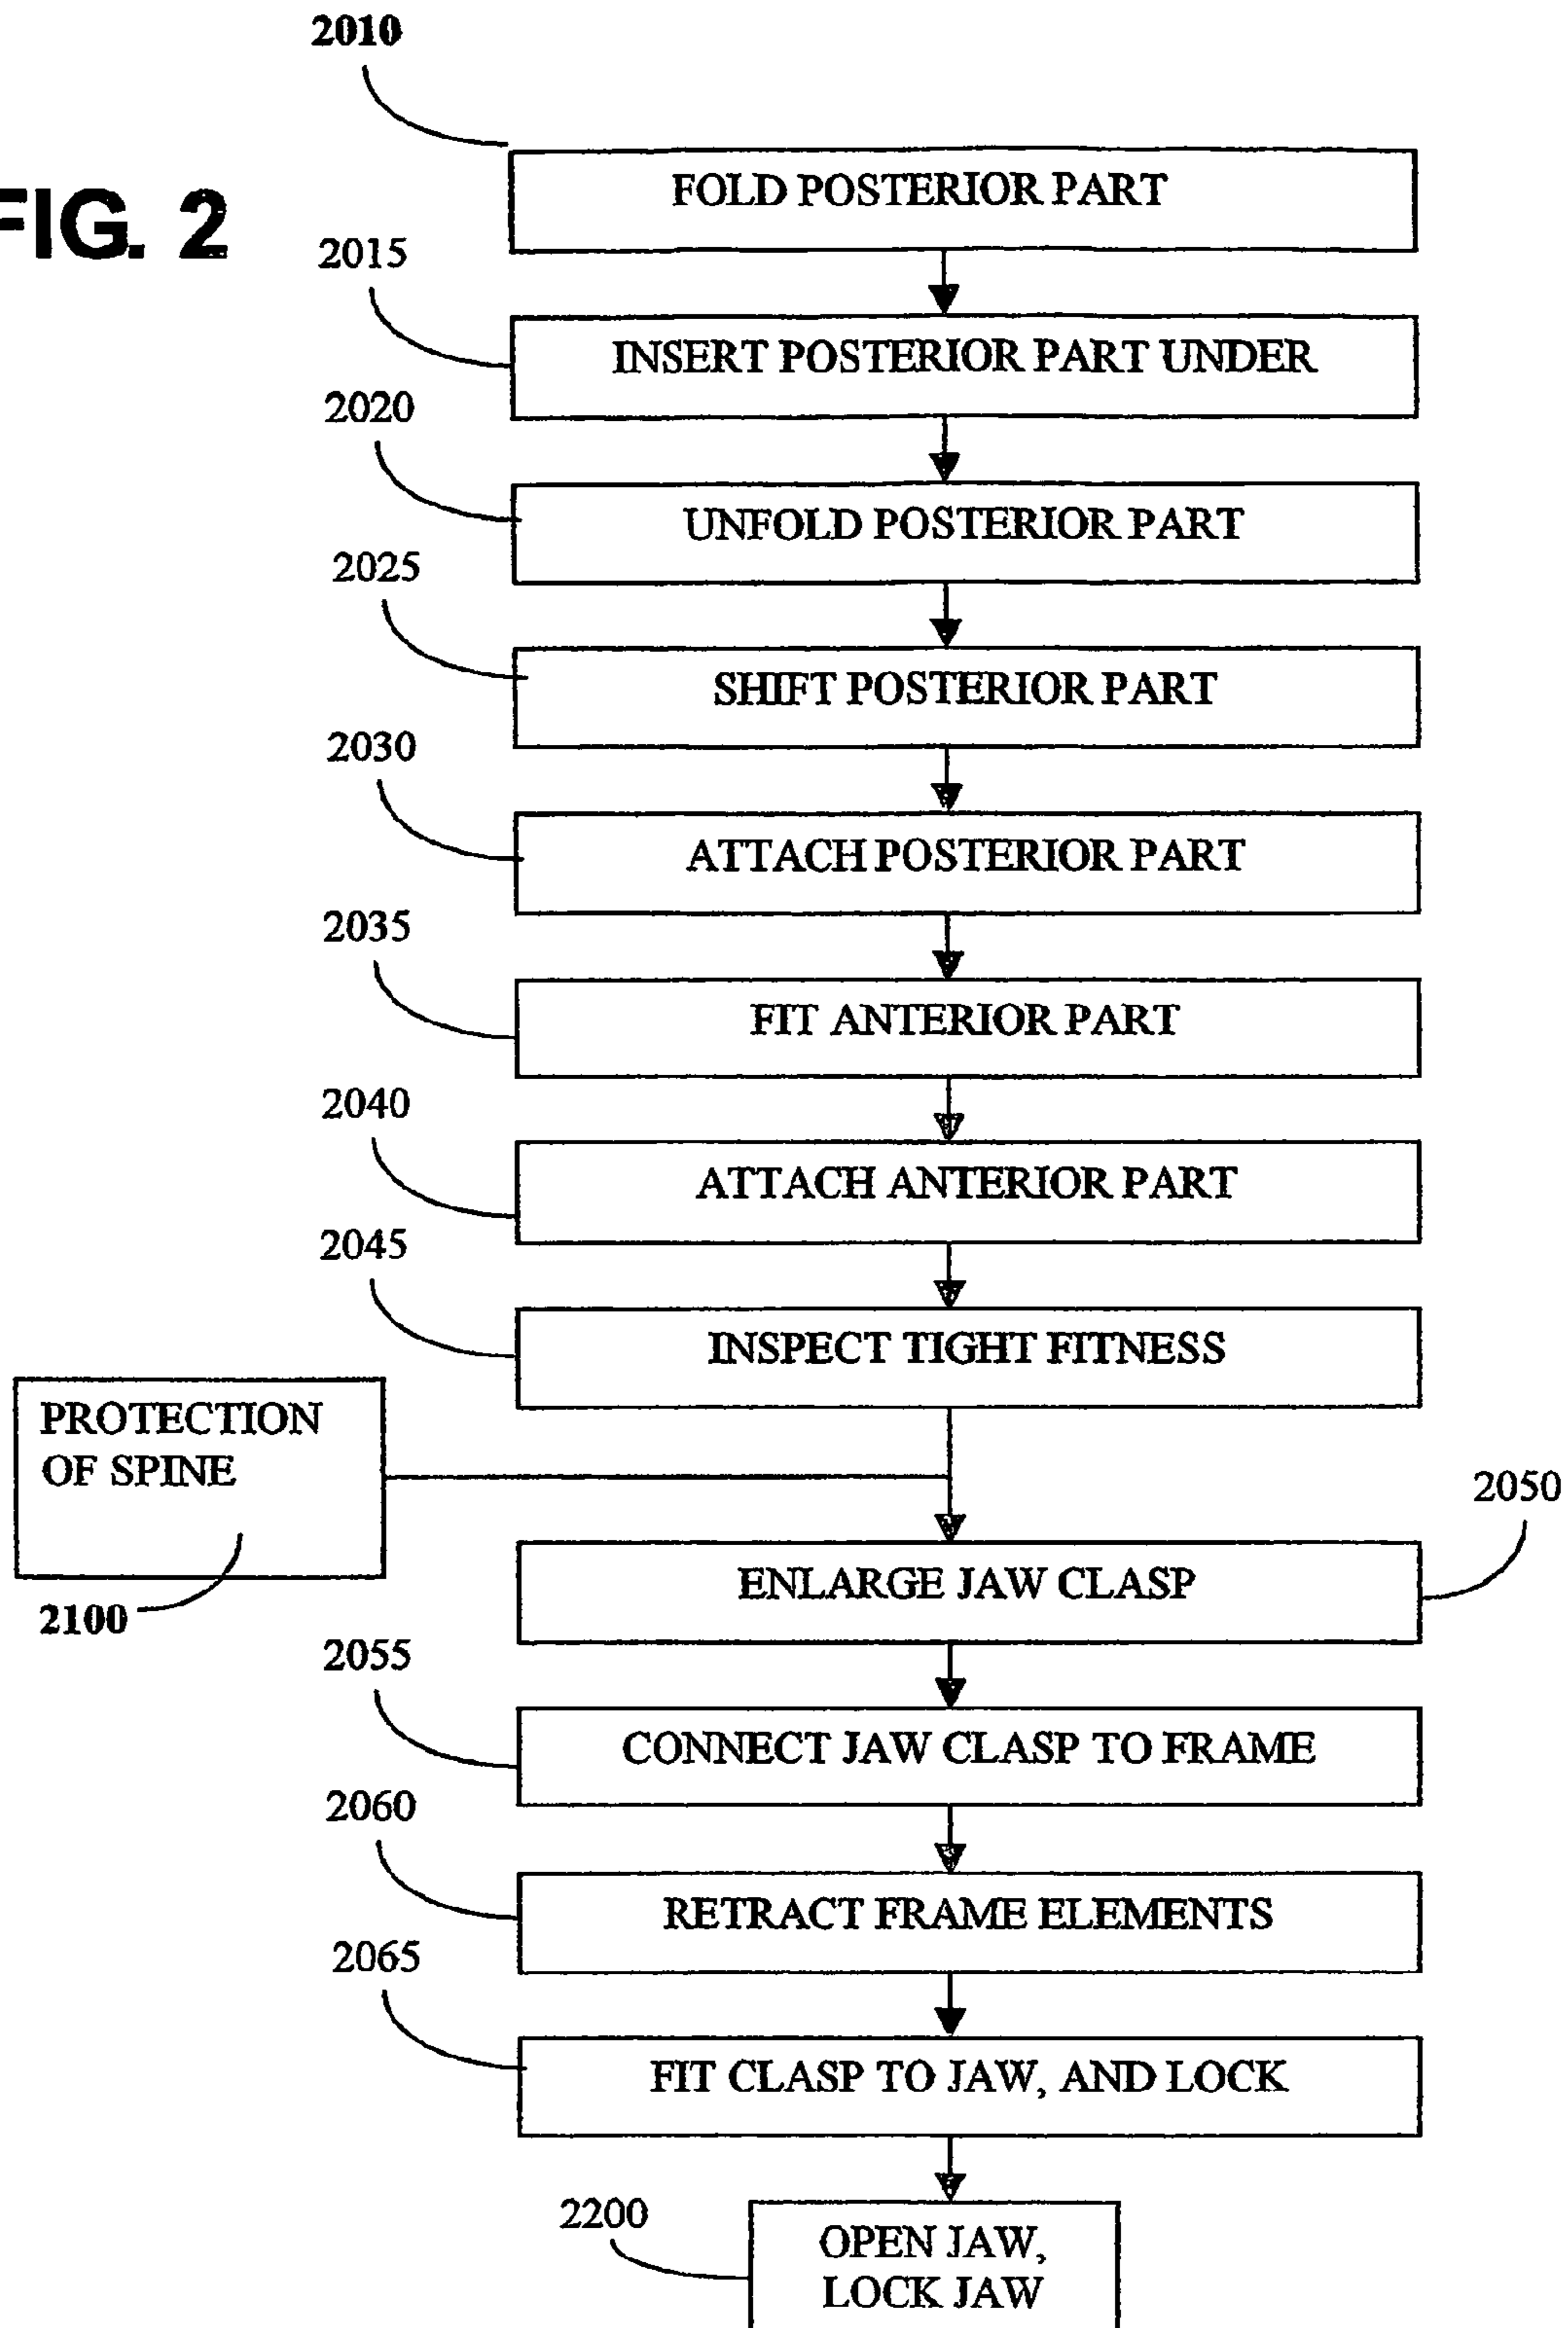 2010
FIG. 2
FOLD POSTERIOR PART
2015
INSERT POSTERIOR PART UNDER
2020
UNFOLD POSTERIOR PART
2025
SHIFT POSTERIOR PART
2030
ATTACH POSTERIOR PART
2035
FIT ANTERIOR PART
2040
ATTACH ANTERIOR PART
2045
INSPECT TIGHT FITNESS
PROTECTION
OF SPINE
2100
2050
ENLARGE JAW CLASP
2055
CONNECT JAW CLASP TO FRAME
2060
RETRACT FRAME ELEMENTS
2065
FIT CLASP TO JAW, AND LOCK
2200
OPEN JAW,
LOCK JAW